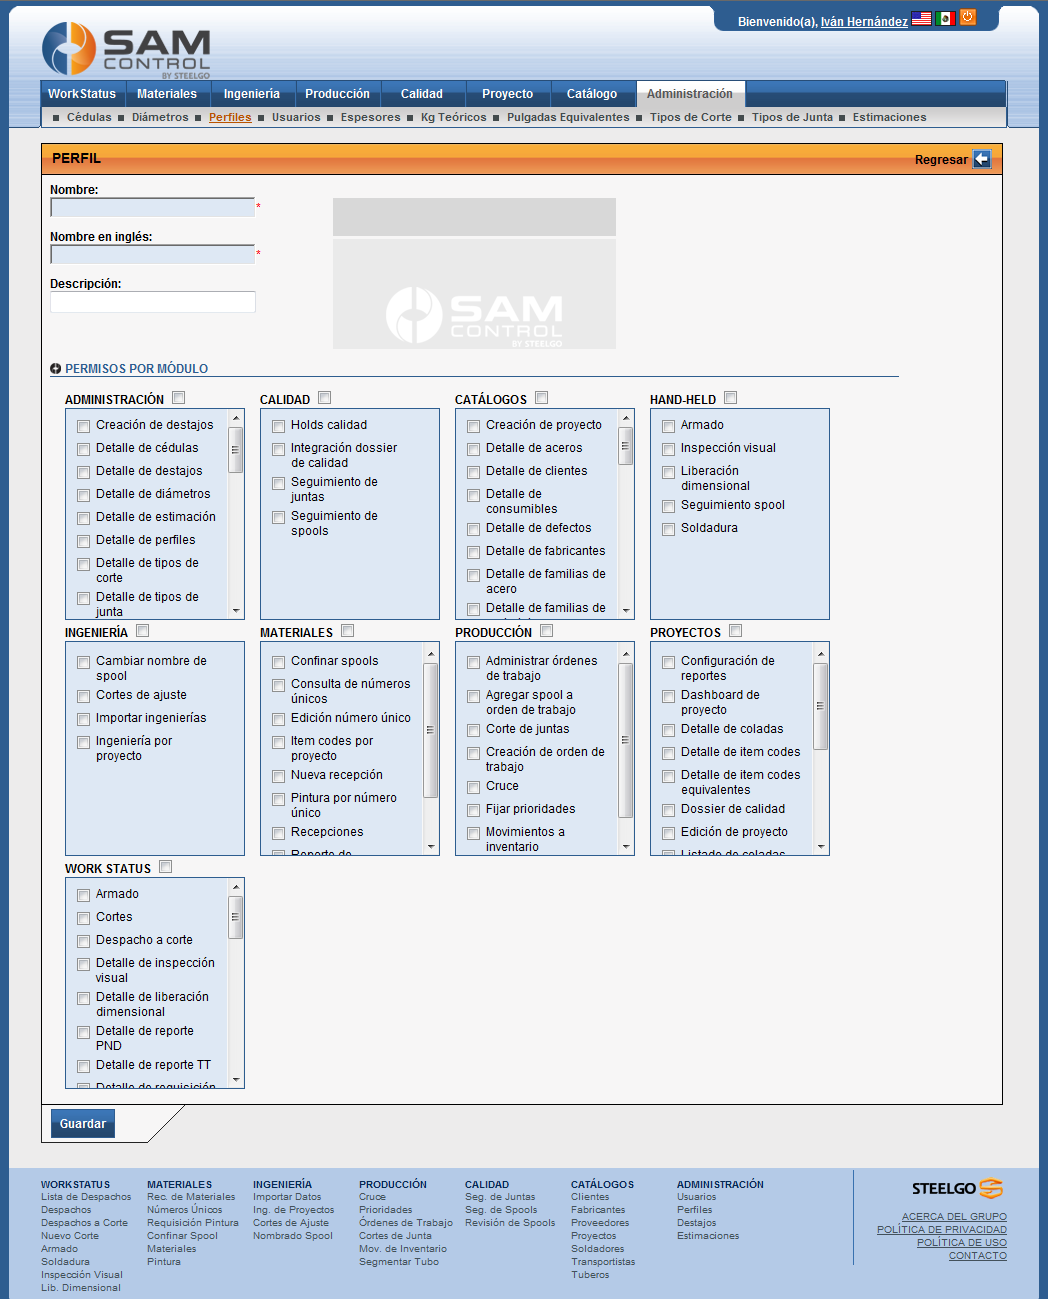 Bienvenido(a), Iván Hernández
SAM
CONTROL
BY STEELGO
WorkStatus Materiales Ingeniería Producción Calidad Proyecto Catálogo Administración
Cédulas Diámetros Perfiles Usuarios Espesores Kg Teóricos Pulgadas Equivalentes Tipos de Corte Tipos de Junta Estimaciones
PERFIL
Regresar
Nombre:
*
Nombre en inglés:
*
Descripción:
SAM
CONTROL
BY STEELGO
PERMISOS POR MÓDULO
ADMINISTRACIÓN
Creación de destajos
Detalle de cédulas
Detalle de destajos
Detalle de diámetros
Detalle de estimación
Detalle de perfiles
Detalle de tipos de
corte
Detalle de tipos de
junta
CALIDAD
Holds calidad
Integración dossier
de calidad
Seguimiento de
juntas
Seguimiento de
spools
CATÁLOGOS
Creación de proyecto
Detalle de aceros
Detalle de clientes
Detalle de
consumibles
Detalle de defectos
Detalle de fabricantes
Detalle de familias de
acero
Detalle de familias de
HAND-HELD
Armado
Inspección visual
Liberación
dimensional
Seguimiento spool
Soldadura
INGENIERÍA
Cambiar nombre de
spool
Cortes de ajuste
Importar ingenierías
Ingeniería por
proyecto
MATERIALES
Confinar spools
Consulta de números
únicos
Edición número único
Item codes por
proyecto
Nueva recepción
Pintura por número
único
Recepciones
Reporte de
PRODUCCIÓN
Administrar órdenes
de trabajo
Agregar spool a
orden de trabajo
Corte de juntas
Creación de orden de
trabajo
Cruce
Fijar prioridades
Movimientos a
inventario
PROYECTOS
Configuración de
reportes
Dashboard de
proyecto
Detalle de coladas
Detalle de item codes
Detalle de item codes
equivalentes
Dossier de calidad
Edición de proyecto
Listado de coladas
WORK STATUS
Armado
Cortes
Despacho a corte
Detalle de inspección
visual
Detalle de liberación
dimensional
Detalle de reporte
PND
Detalle de reporte TT
Detalle de requisición
Guardar
WORKSTATUS
Lista de Despachos
Despachos
Despachos a Corte
Nuevo Corte
Armado
Soldadura
Inspección Visual
Lib. Dimensional
MATERIALES
Rec. de Materiales
Números Únicos
Requisición Pintura
Confinar Spool
Materiales
Pintura
INGENIERÍA
Importar Datos
Ing. de Proyectos
Cortes de Ajuste
Nombrado Spool
PRODUCCIÓN
Cruce
Prioridades
Órdenes de Trabajo
Cortes de Junta
Mov. de Inventario
Segmentar Tubo
CALIDAD
Seg. de Juntas
Seg. de Spools
Revisión de Spools
CATÁLOGOS
Clientes
Fabricantes
Proveedores
Proyectos
Soldadores
Transportistas
Tuberos
ADMINISTRACIÓN
Usuarios
Perfiles
Destajos
Estimaciones
STEELGO
ACERCA DEL GRUPO
POLÍTICA DE PRIVACIDAD
POLÍTICA DE USO
CONTACTO